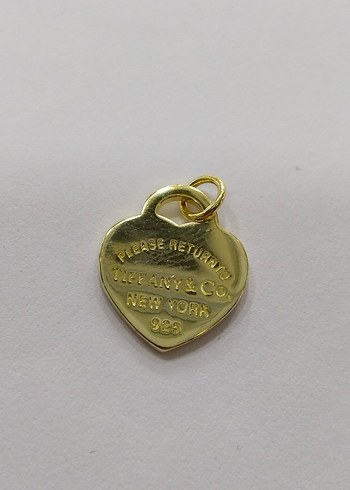 PLEASE RETURN TO
TIFFANY & CO.
NEW YORK
925